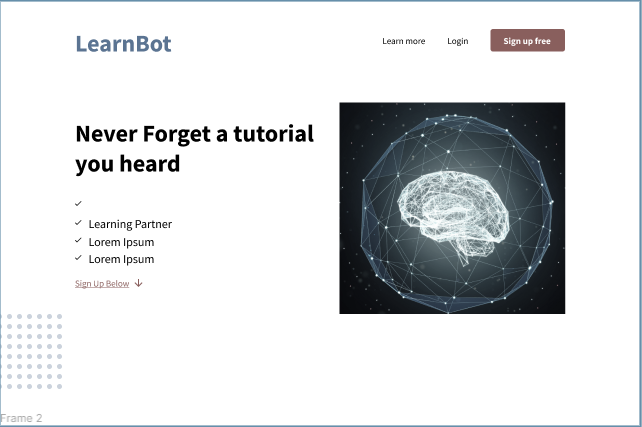 LearnBot
Learn more
Login
Sign up free
Never Forget a tutorial
you heard
Learning Partner
Lorem Ipsum
Lorem Ipsum
Sign Up Below
Frame 2